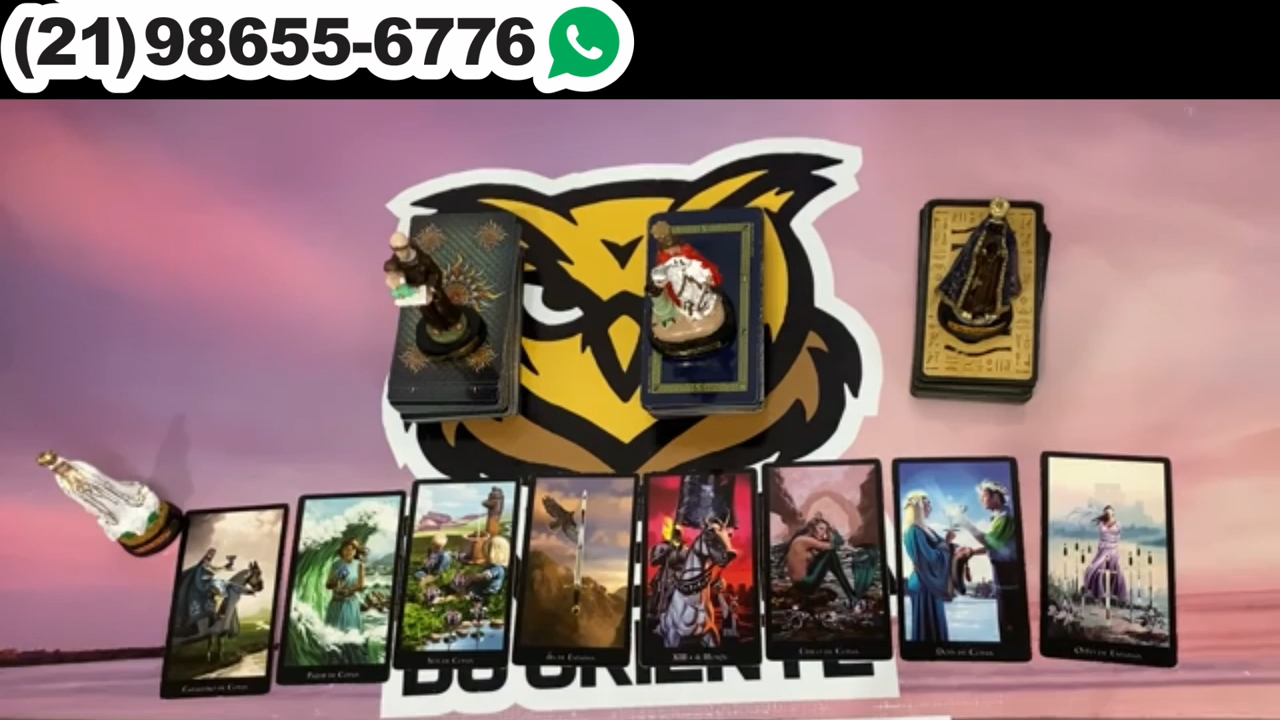 (21)98655-6776
Cavaleiro de Copas
Pajem de Copas
Seis de Copas
Ás de Espadas
XIII • A Morte
Cinco de Copas
Dois de Copas
Oito de Espadas
DO ORIENTE